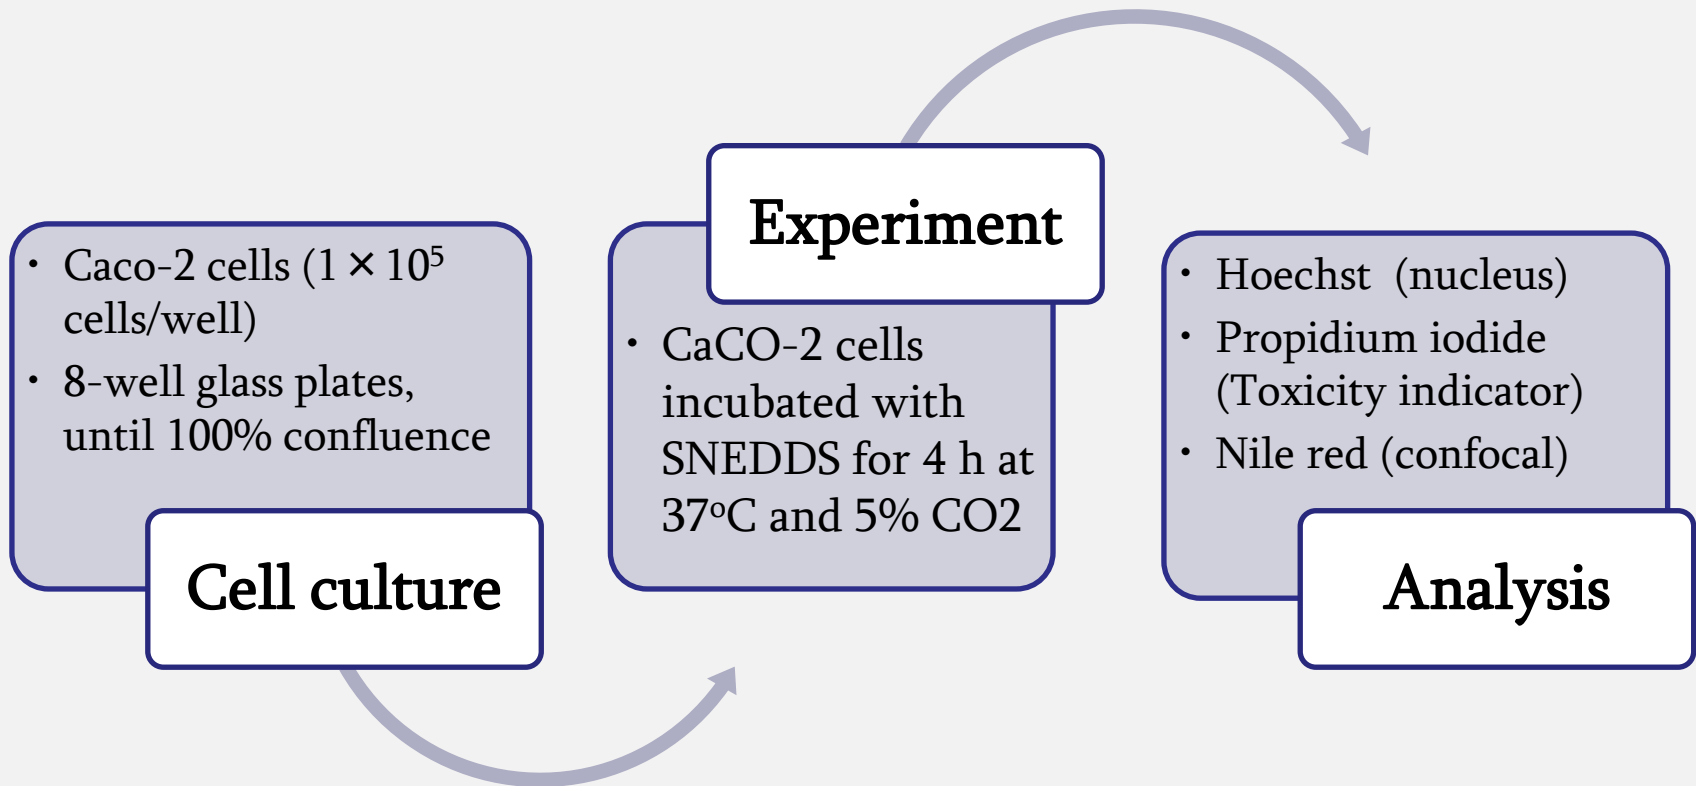 · Caco-2 cells (1 × 10⁵
cells/well)
· 8-well glass plates,
until 100% confluence
Cell culture
Experiment
· CaCO-2 cells
incubated with
SNEDDS for 4 h at
37ºC and 5% CO2
· Hoechst (nucleus)
· Propidium iodide
(Toxicity indicator)
· Nile red (confocal)
Analysis